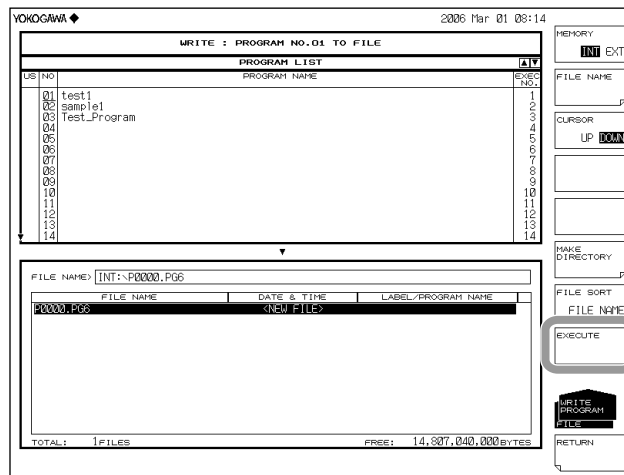 YOKOGAWA ◆ 2006 Mar 01 08:14
WRITE : PROGRAM NO.01 TO FILE
PROGRAM LIST ▲▼
US NO PROGRAM NAME EXEC NO.
01 test1 1
02 sample1 2
03 Test_Program 3
04 4
05 5
06 6
07 7
08 8
09 9
10 10
11 11
12 12
13 13
14 14
▼
FILE NAME> INT:\P0000.PG6
FILE NAME DATE & TIME LABEL/PROGRAM NAME
P0000.PG6 <NEW FILE>
TOTAL: 1FILES FREE: 14,807,040,000BYTES
MEMORY
INT EXT
FILE NAME
CURSOR
UP DOWN
MAKE
DIRECTORY
FILE SORT
FILE NAME
EXECUTE
WRITE
PROGRAM
FILE
RETURN